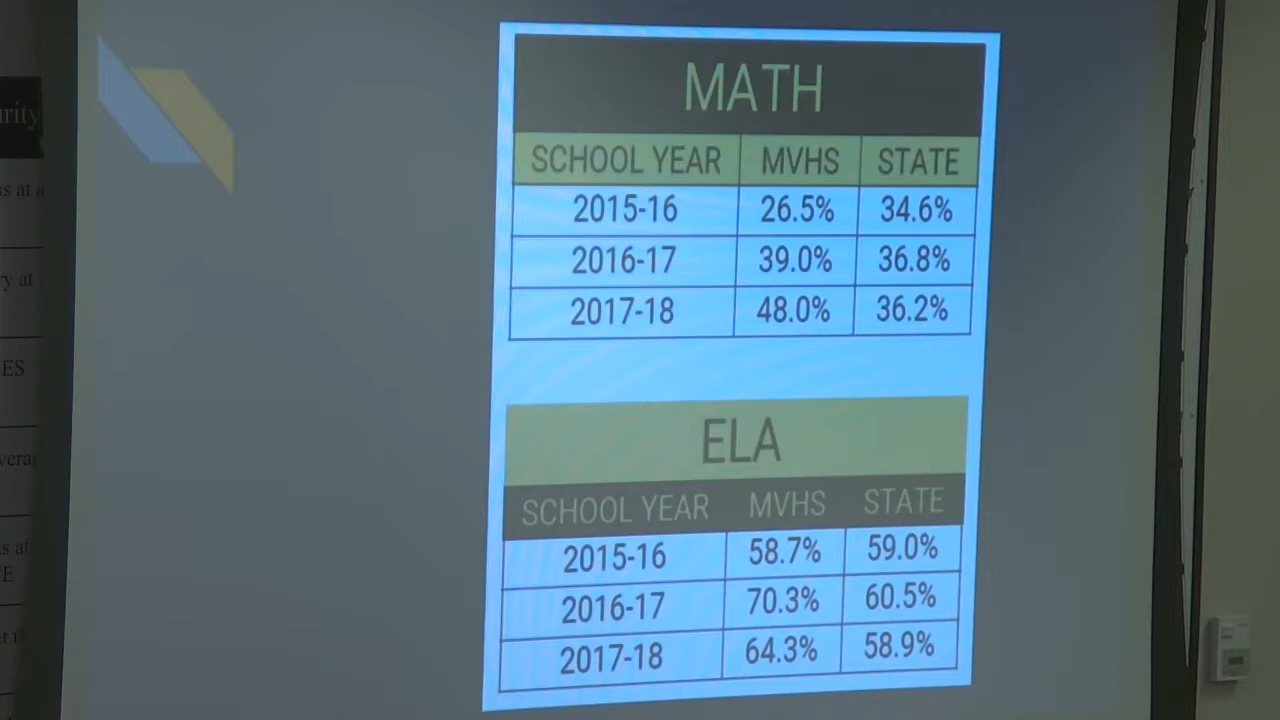 MATH
SCHOOL YEAR MVHS STATE
2015-16 26.5% 34.6%
2016-17 39.0% 36.8%
2017-18 48.0% 36.2%
ELA
SCHOOL YEAR MVHS STATE
2015-16 58.7% 59.0%
2016-17 70.3% 60.5%
2017-18 64.3% 58.9%